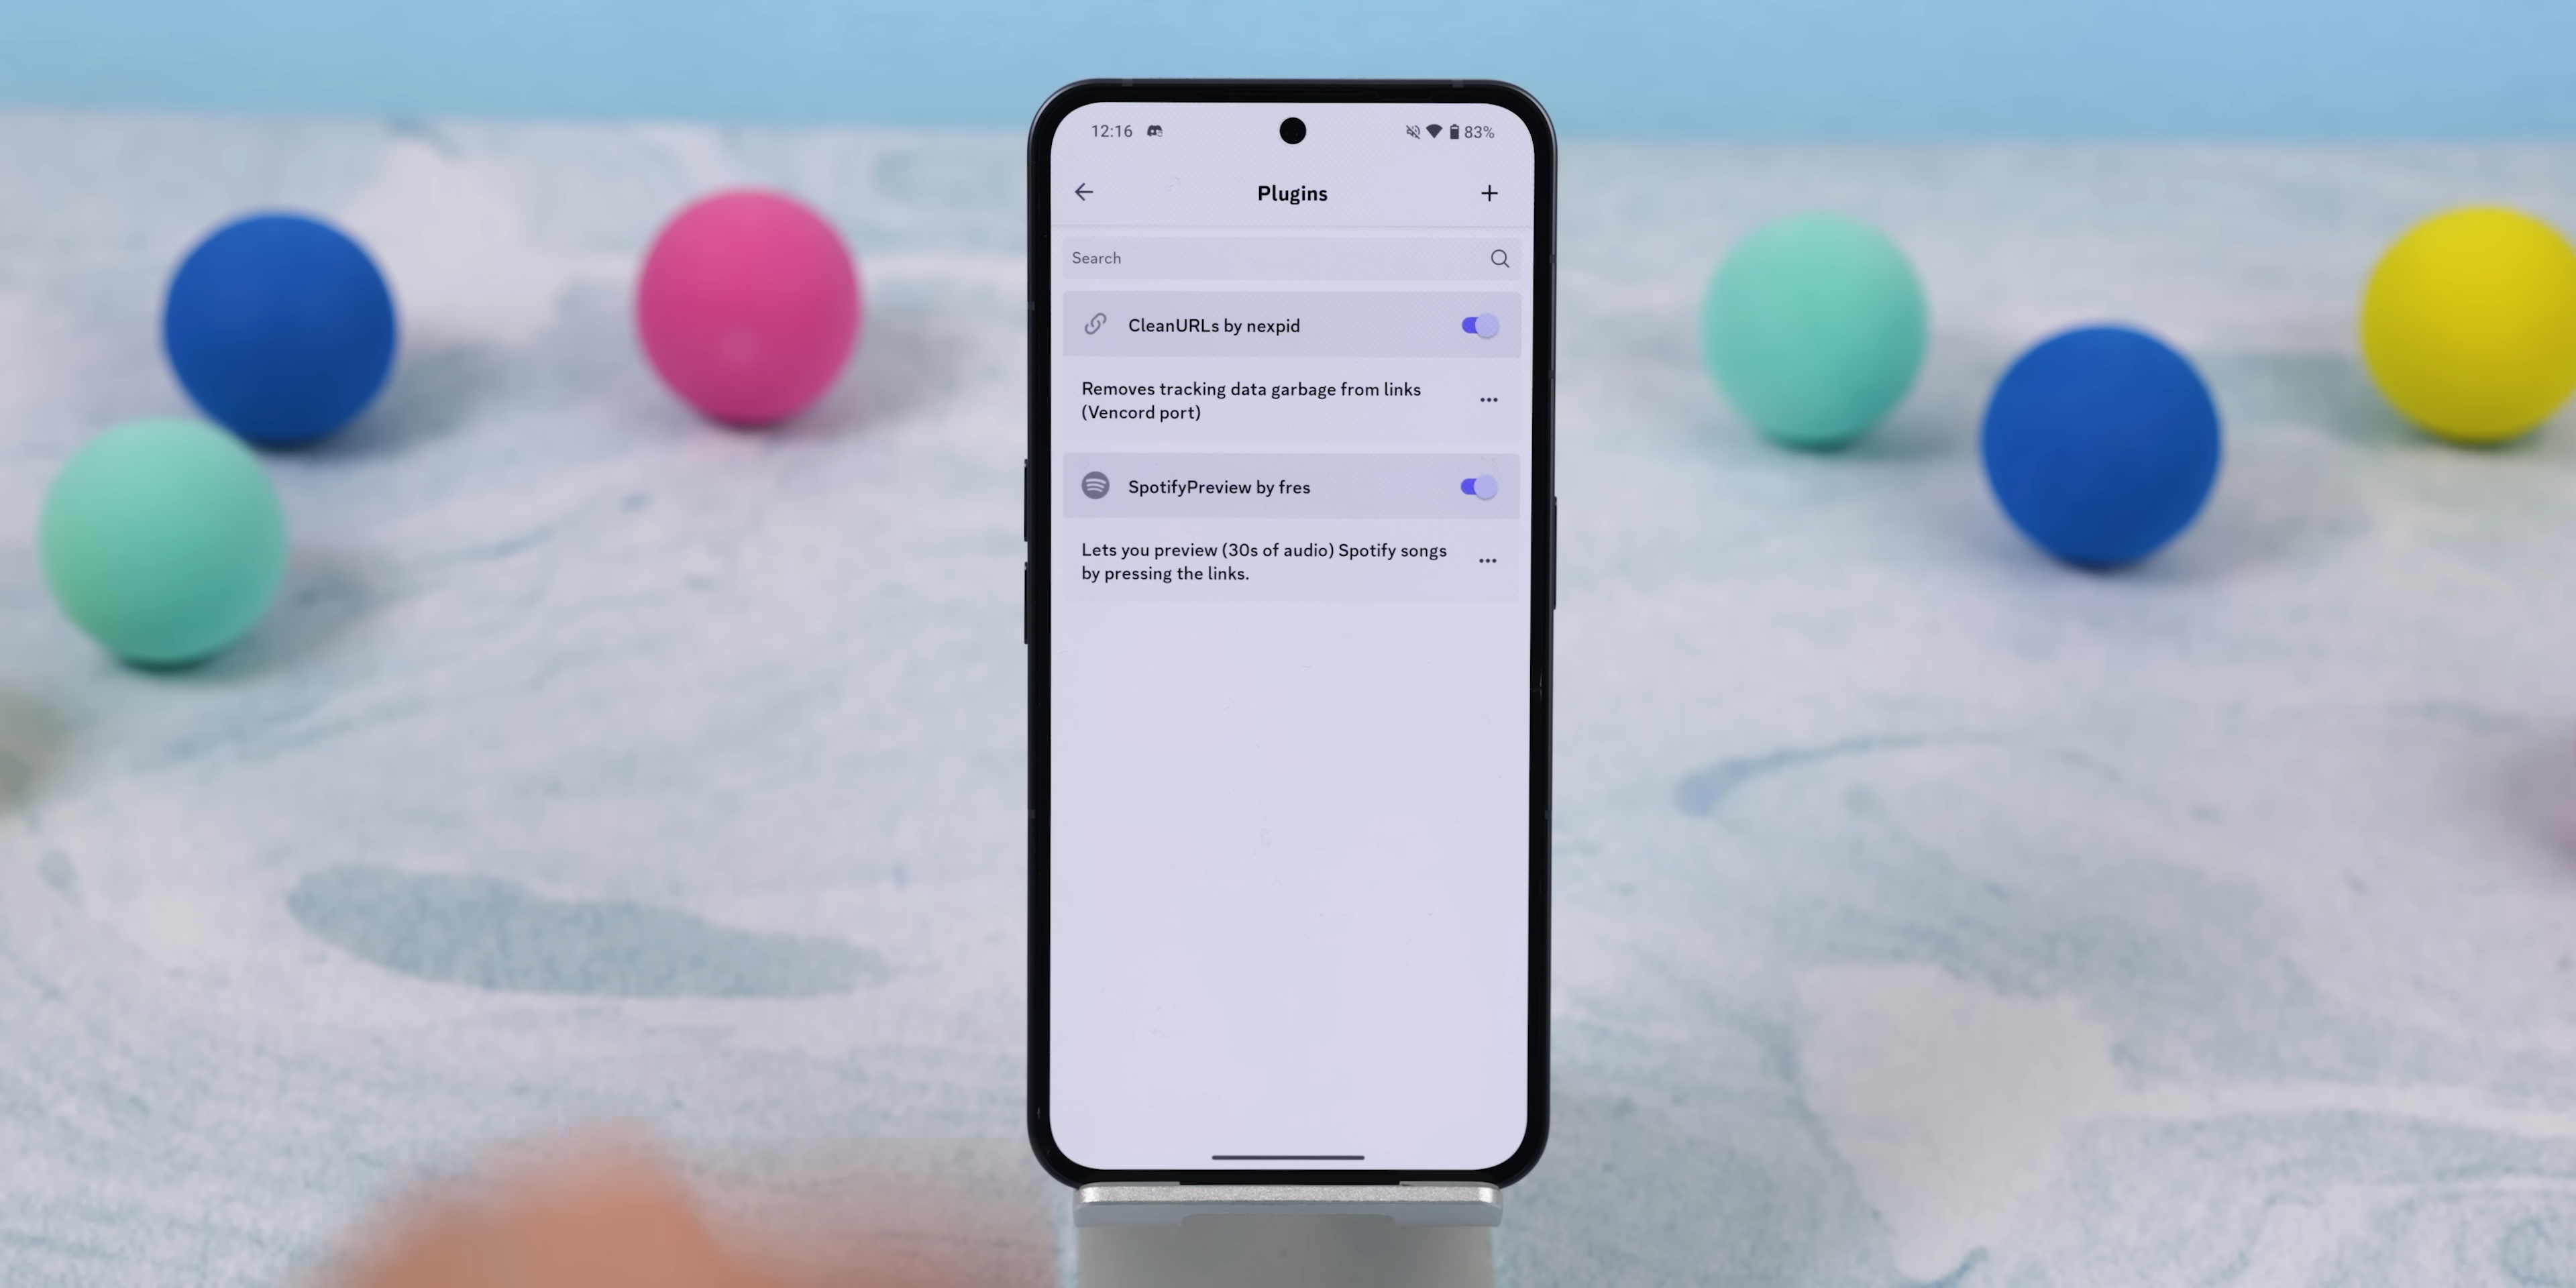 12:16
83%
Plugins
Search
CleanURLs by nexpid
Removes tracking data garbage from links
(Vencord port)
SpotifyPreview by fres
Lets you preview (30s of audio) Spotify songs
by pressing the links.